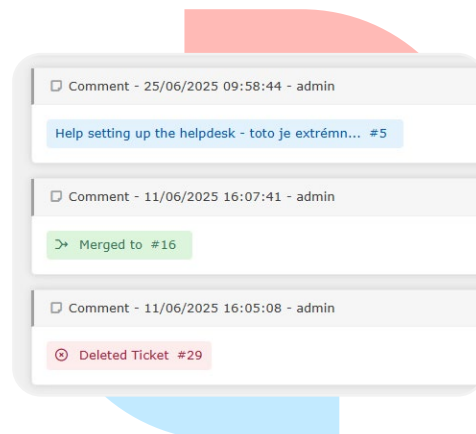 Comment - 25/06/2025 09:58:44 - admin
Help setting up the helpdesk - toto je extrémn... #5
Comment - 11/06/2025 16:07:41 - admin
Merged to #16
Comment - 11/06/2025 16:05:08 - admin
Deleted Ticket #29